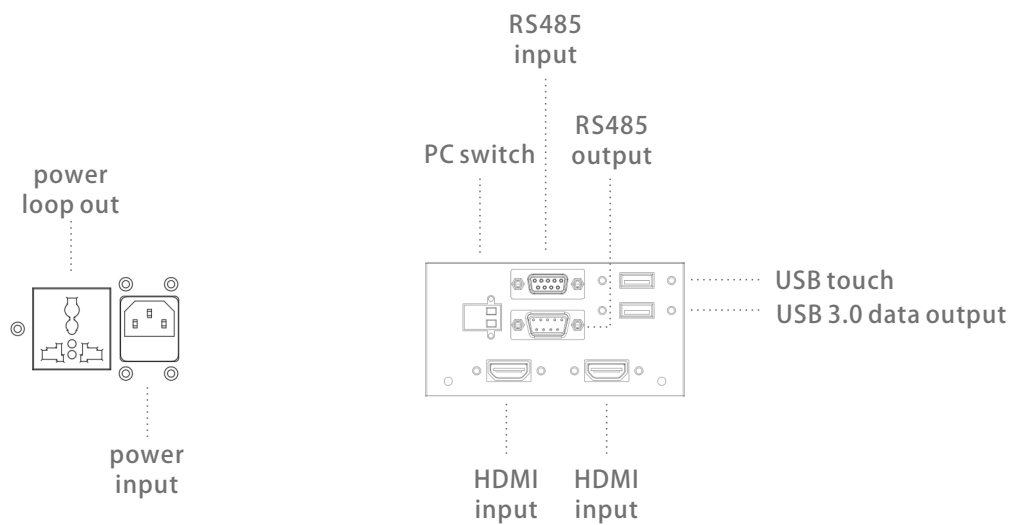 RS485
input
RS485
output
PC switch
power
loop out
USB touch
USB 3.0 data output
power
input
HDMI
input
HDMI
input